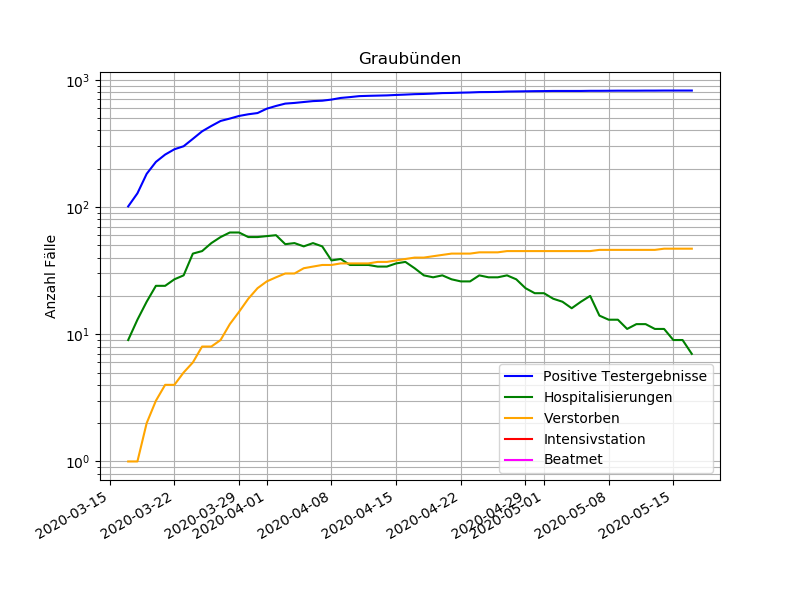 Graubünden
Anzahl Fälle
10³
10²
10¹
10⁰
Positive Testergebnisse
Hospitalisierungen
Verstorben
Intensivstation
Beatmet
2020-03-15
2020-03-22
2020-03-29
2020-04-01
2020-04-08
2020-04-15
2020-04-22
2020-04-29
2020-05-01
2020-05-08
2020-05-15